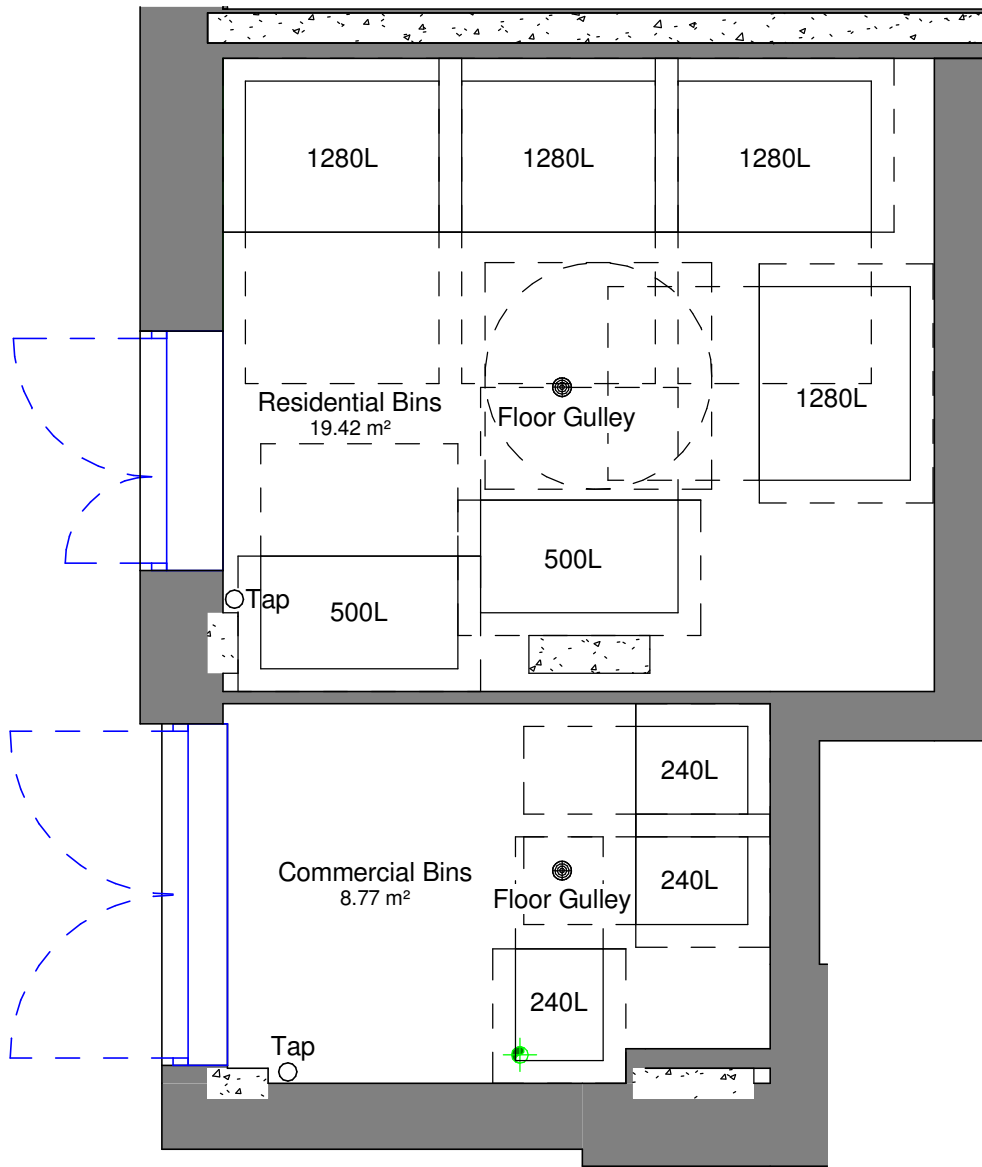 1280L
1280L
1280L
1280L
Residential Bins
19.42 m²
Floor Gulley
500L
Tap
500L
240L
240L
Commercial Bins
8.77 m²
Floor Gulley
240L
Tap